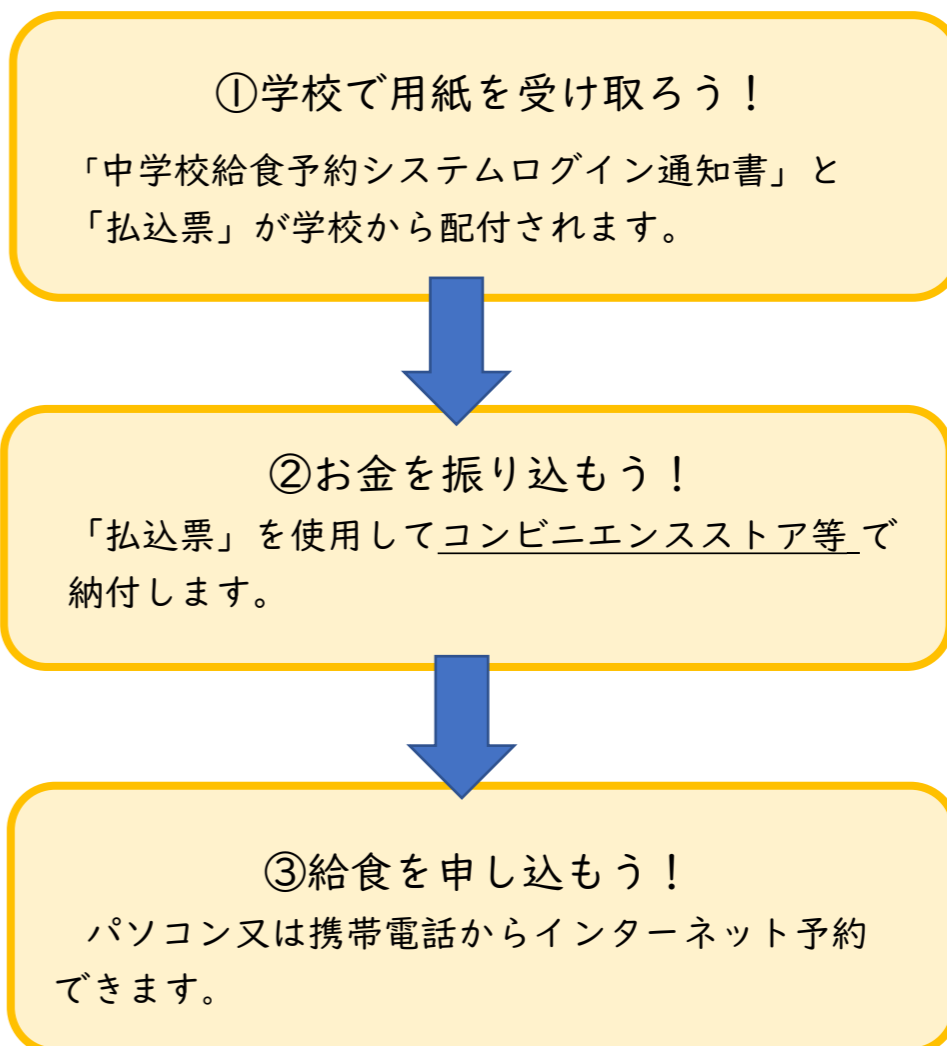 ①学校で用紙を受け取ろう！
「中学校給食予約システムログイン通知書」と
「払込票」が学校から配付されます。
②お金を振り込もう！
「払込票」を使用してコンビニエンスストア等 で
納付します。
③給食を申し込もう！
パソコン又は携帯電話からインターネット予約
できます。